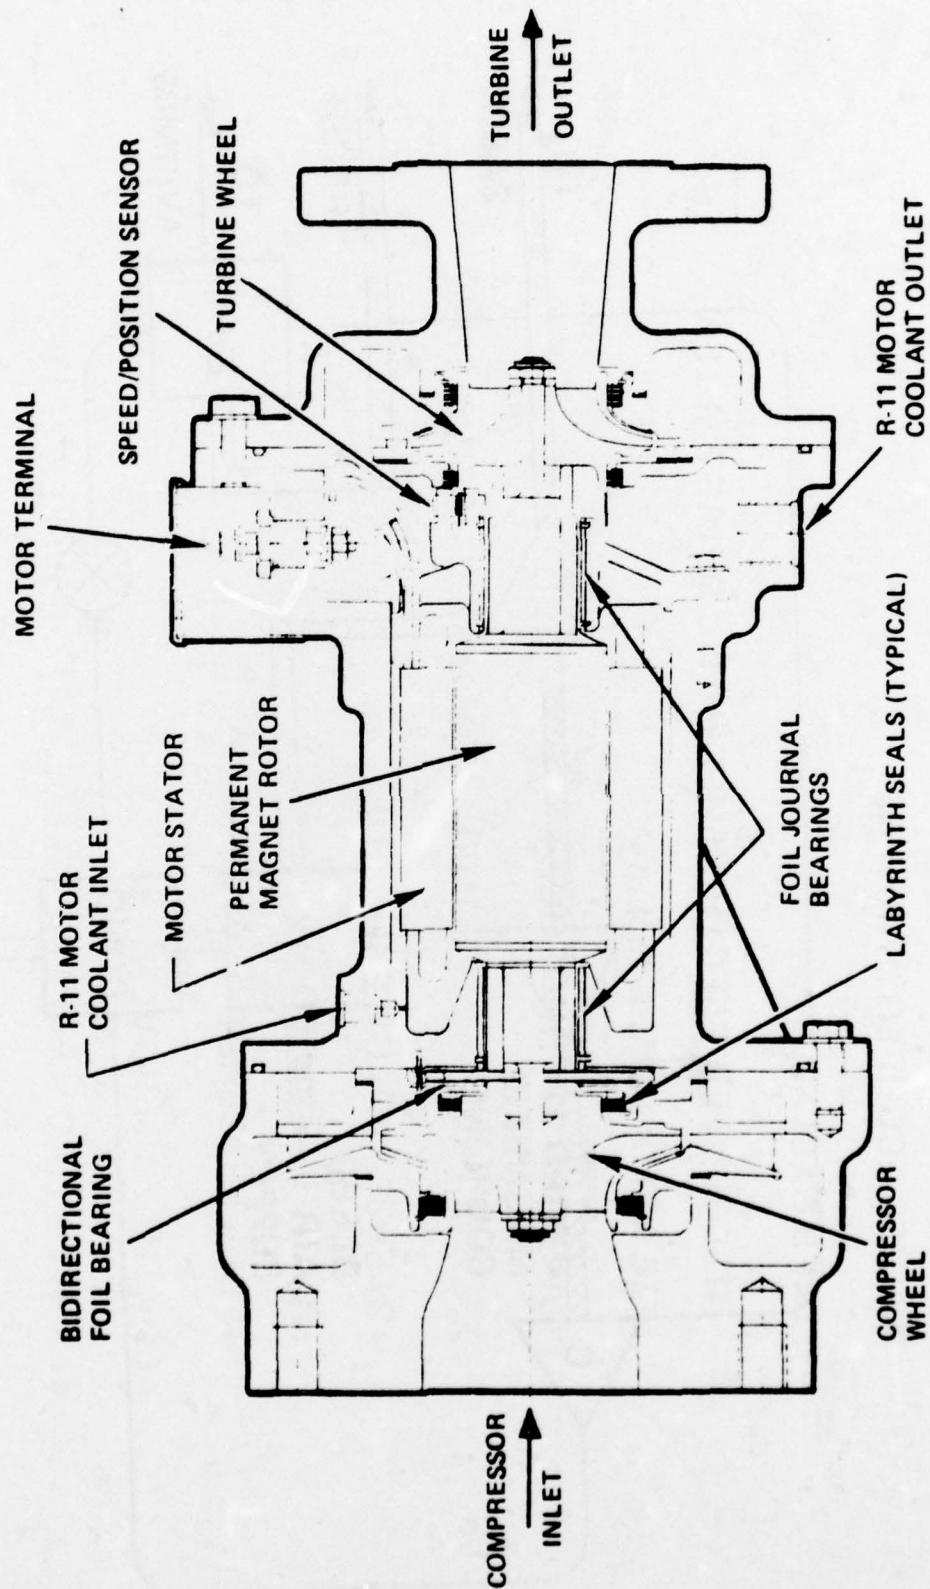 MOTOR TERMINAL
SPEED/POSITION SENSOR
TURBINE WHEEL
TURBINE
OUTLET
R-11 MOTOR
COOLANT INLET
MOTOR STATOR
PERMANENT
MAGNET ROTOR
BIDIRECTIONAL
FOIL BEARING
COMPRESSOR
INLET
COMPRESSOR
WHEEL
FOIL JOURNAL
BEARINGS
LABYRINTH SEALS (TYPICAL)
R-11 MOTOR
COOLANT OUTLET